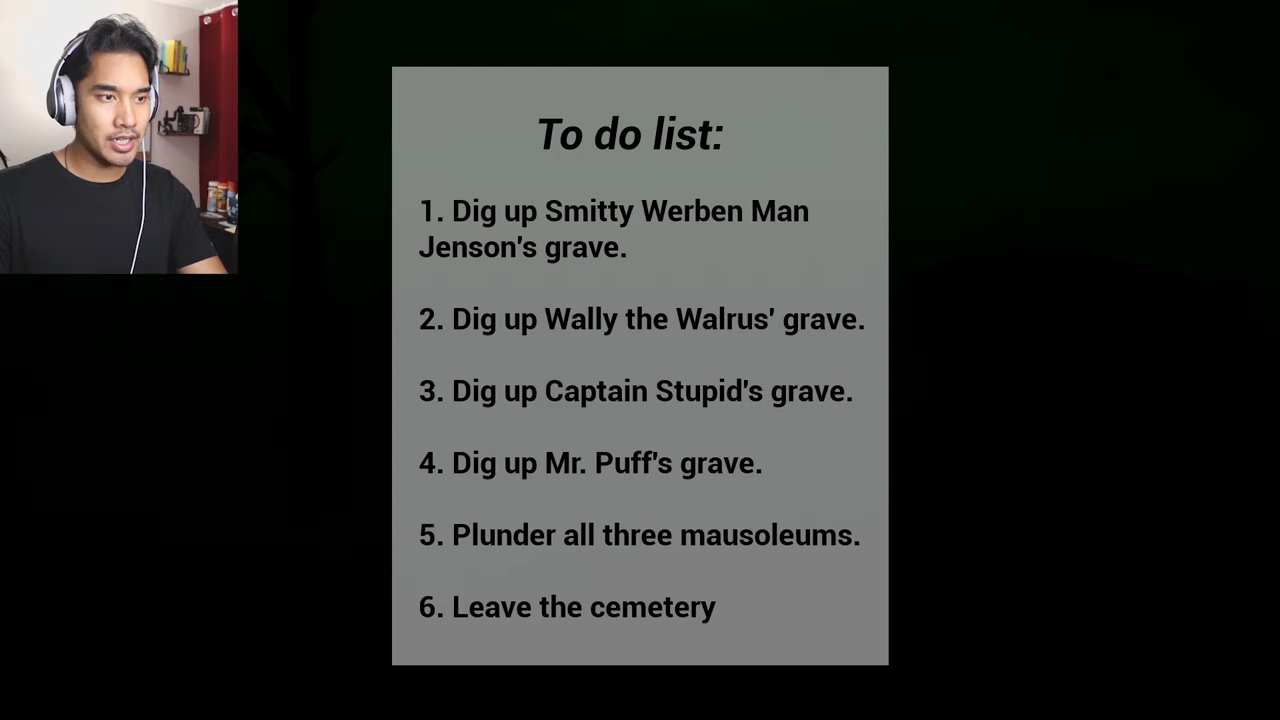 To do list:
1. Dig up Smitty Werben Man
Jenson's grave.
2. Dig up Wally the Walrus' grave.
3. Dig up Captain Stupid's grave.
4. Dig up Mr. Puff's grave.
5. Plunder all three mausoleums.
6. Leave the cemetery